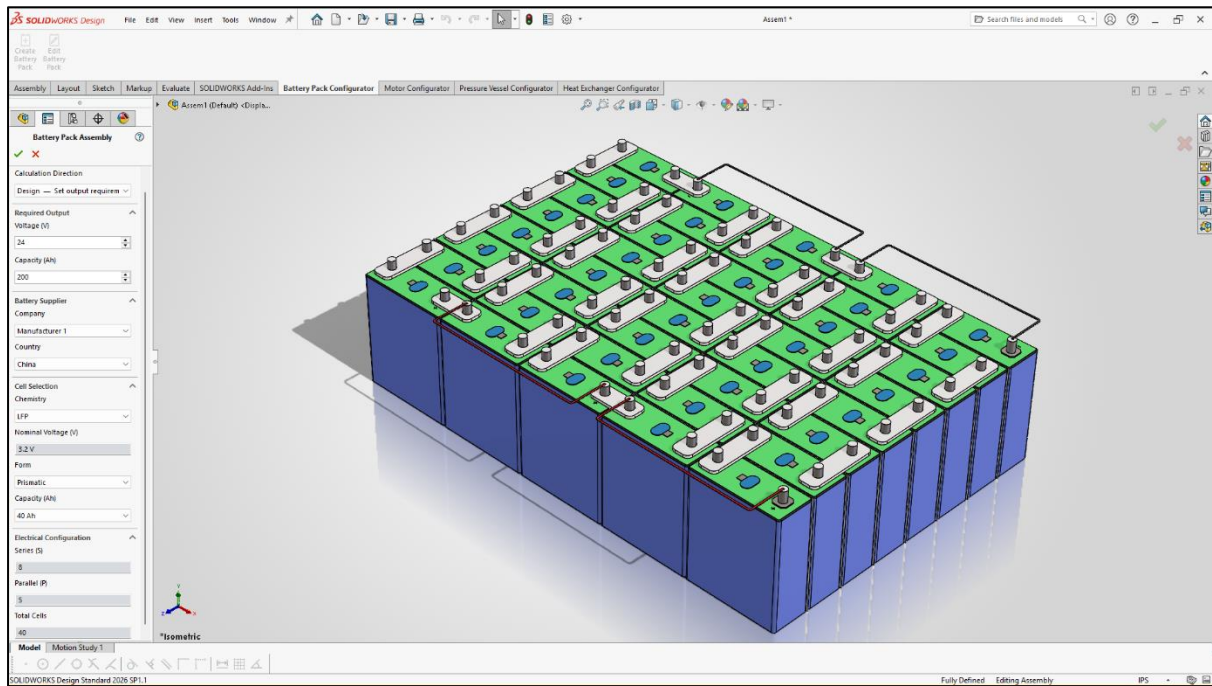 SOLIDWORKS Design File Edit View Insert Tools Window Assem1 * Search files and models
Create Battery Pack
Edit Battery Pack
Assembly Layout Sketch Markup Evaluate SOLIDWORKS Add-Ins Battery Pack Configurator Motor Configurator Pressure Vessel Configurator Heat Exchanger Configurator
Assem1 (Default) <Displa...
Battery Pack Assembly
Calculation Direction
Design — Set output requirem
Required Output
Voltage (V)
24
Capacity (Ah)
200
Battery Supplier
Company
Manufacturer 1
Country
China
Cell Selection
Chemistry
LFP
Nominal Voltage (V)
3.2 V
Form
Prismatic
Capacity (Ah)
40 Ah
Electrical Configuration
Series (S)
8
Parallel (P)
5
Total Cells
40
Y
Z
X
*Isometric
Model Motion Study 1
SOLIDWORKS Design Standard 2026 SP1.1 Fully Defined Editing Assembly IPS